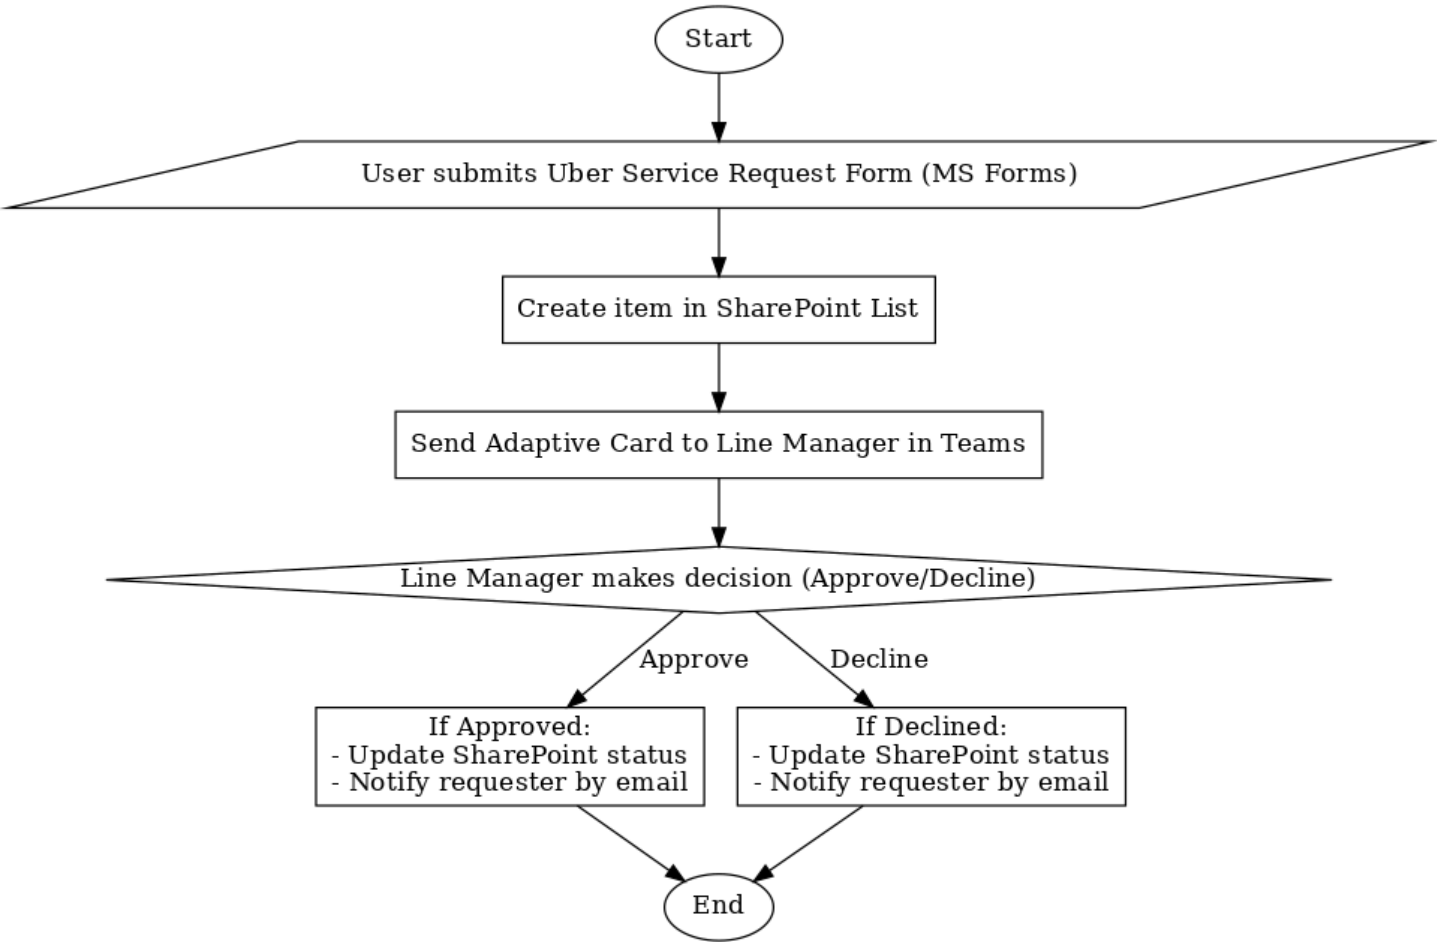 Start
User submits Uber Service Request Form (MS Forms)
Create item in SharePoint List
Send Adaptive Card to Line Manager in Teams
Line Manager makes decision (Approve/Decline)
Approve
Decline
If Approved:
- Update SharePoint status
- Notify requester by email
If Declined:
- Update SharePoint status
- Notify requester by email
End